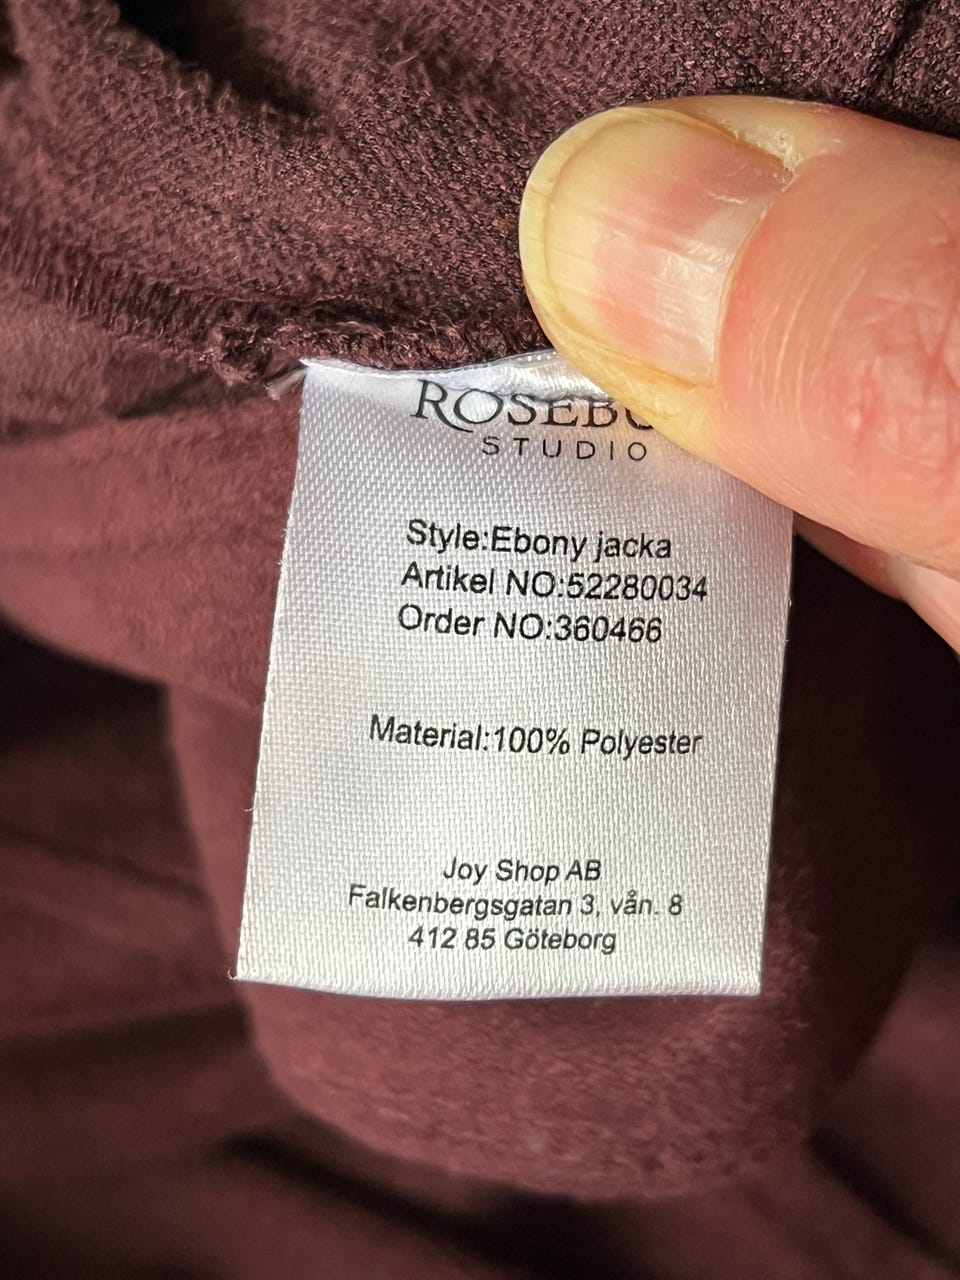 STUDIO
Style:Ebony jacka
Artikel NO:52280034
Order NO:360466
Material:100% Polyester
Joy Shop AB
Falkenbergsgatan 3, vån. 8
412 85 Göteborg